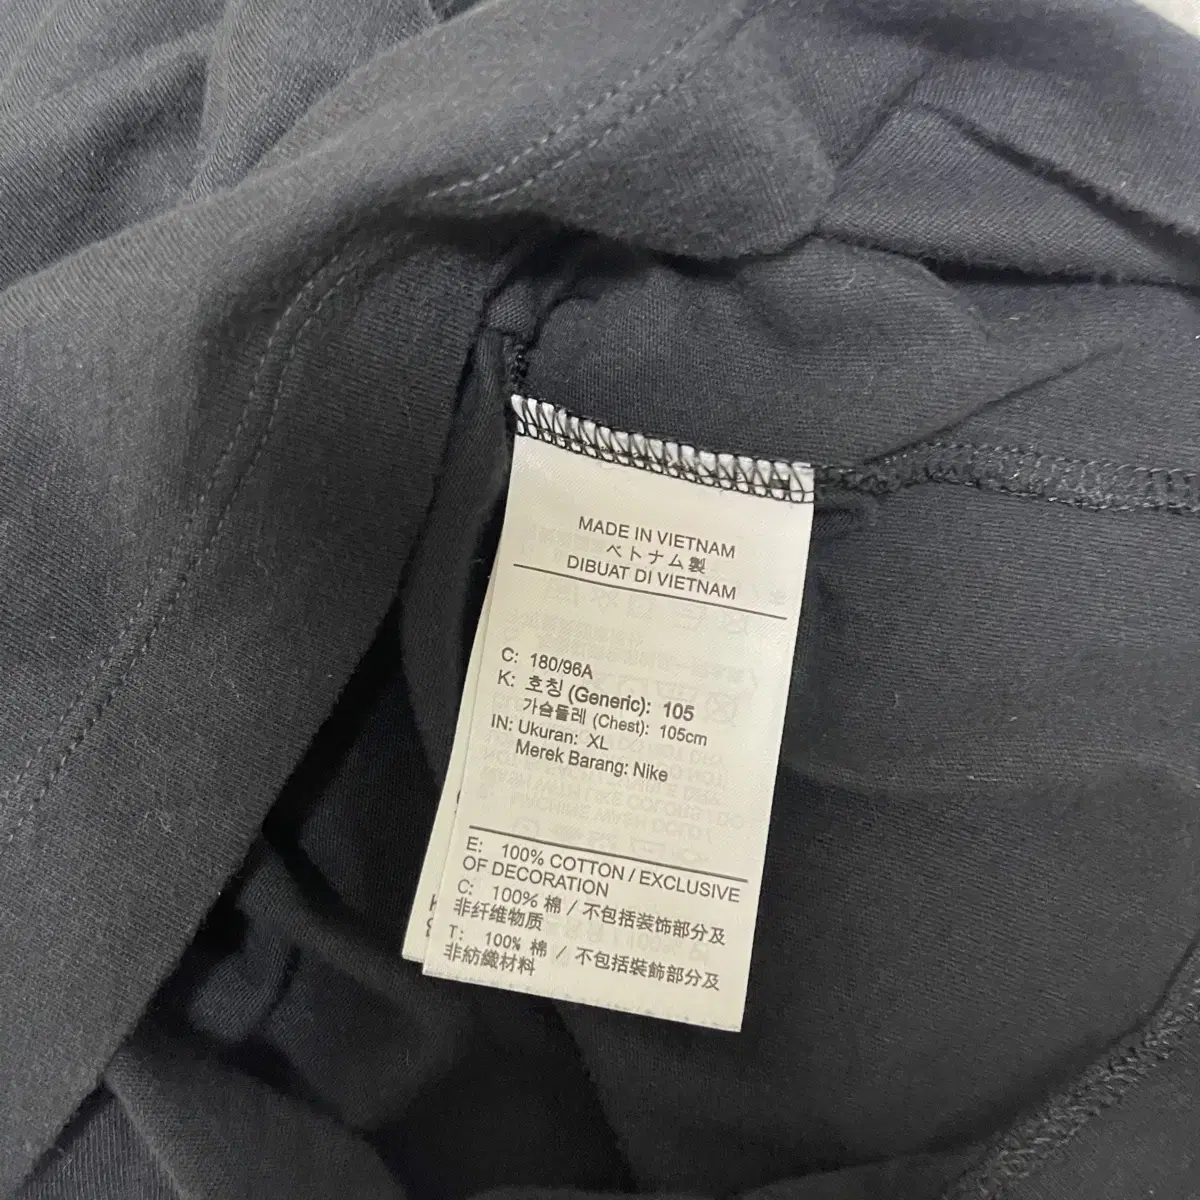 MADE IN VIETNAM
ベトナム製
DIBUAT DI VIETNAM
C: 180/96A
K: 호칭 (Generic): 105
가슴둘레 (Chest): 105cm
IN: Ukuran: XL
Merek Barang: Nike
E: 100% COTTON / EXCLUSIVE
OF DECORATION
C: 100% 棉 / 不包括装饰部分及
非纤维物质
T: 100% 棉 / 不包括裝飾部分及
非紡織材料